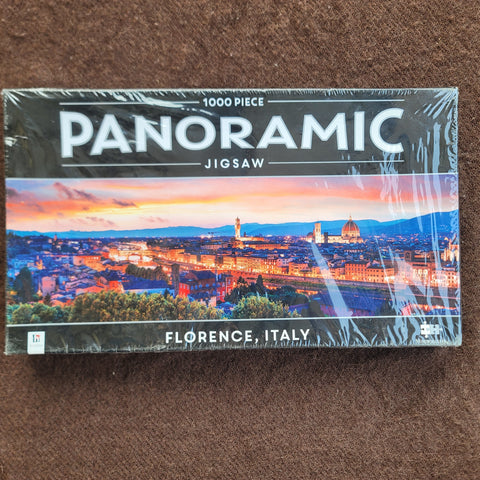 1000 PIECE
PANORAMIC
JIGSAW
FLORENCE, ITALY